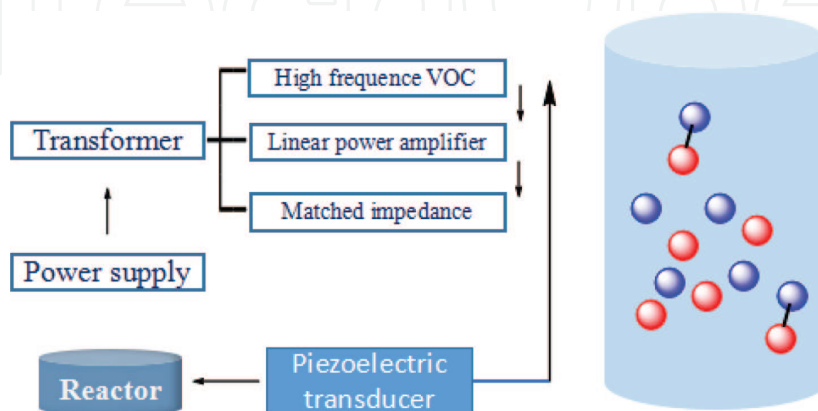 High frequence VOC
Transformer
Linear power amplifier
Matched impedance
Power supply
Piezoelectric
transducer
Reactor